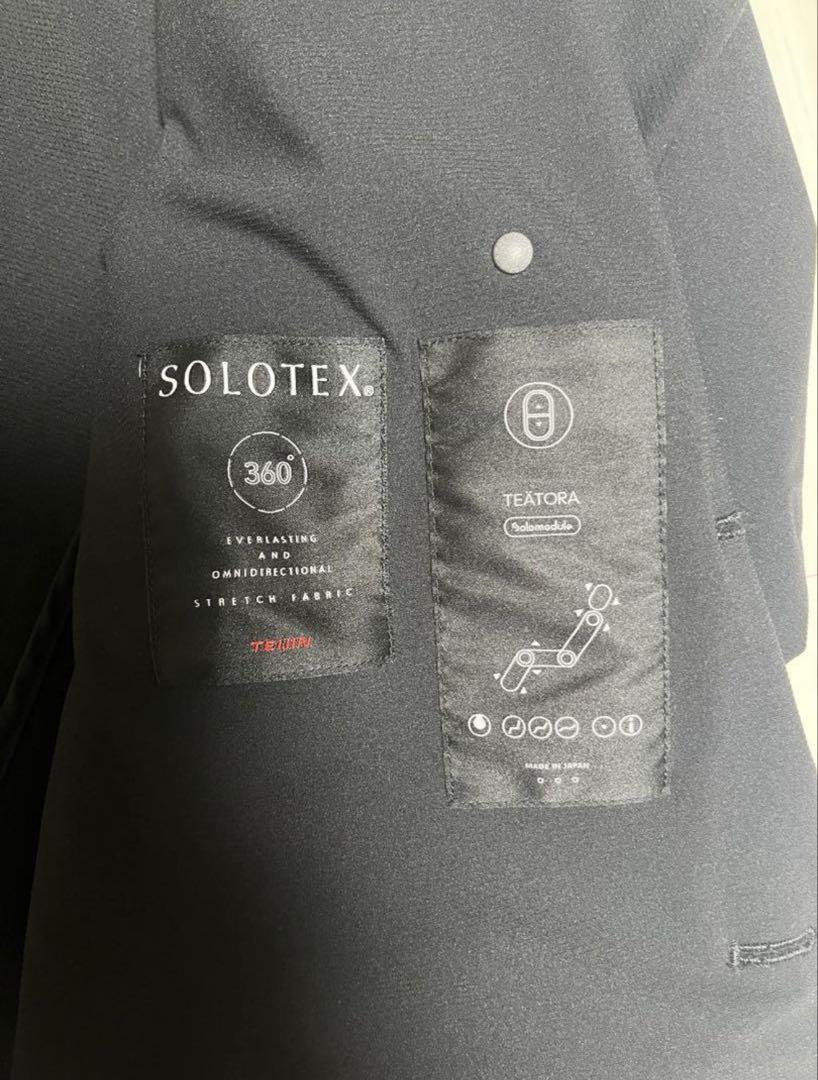 SOLOTEX®
360°
EVERLASTING
AND
OMNIDIRECTIONAL
STRETCH FABRIC
TEIJIN
TEÄTORA
Solomodule
MADE IN JAPAN